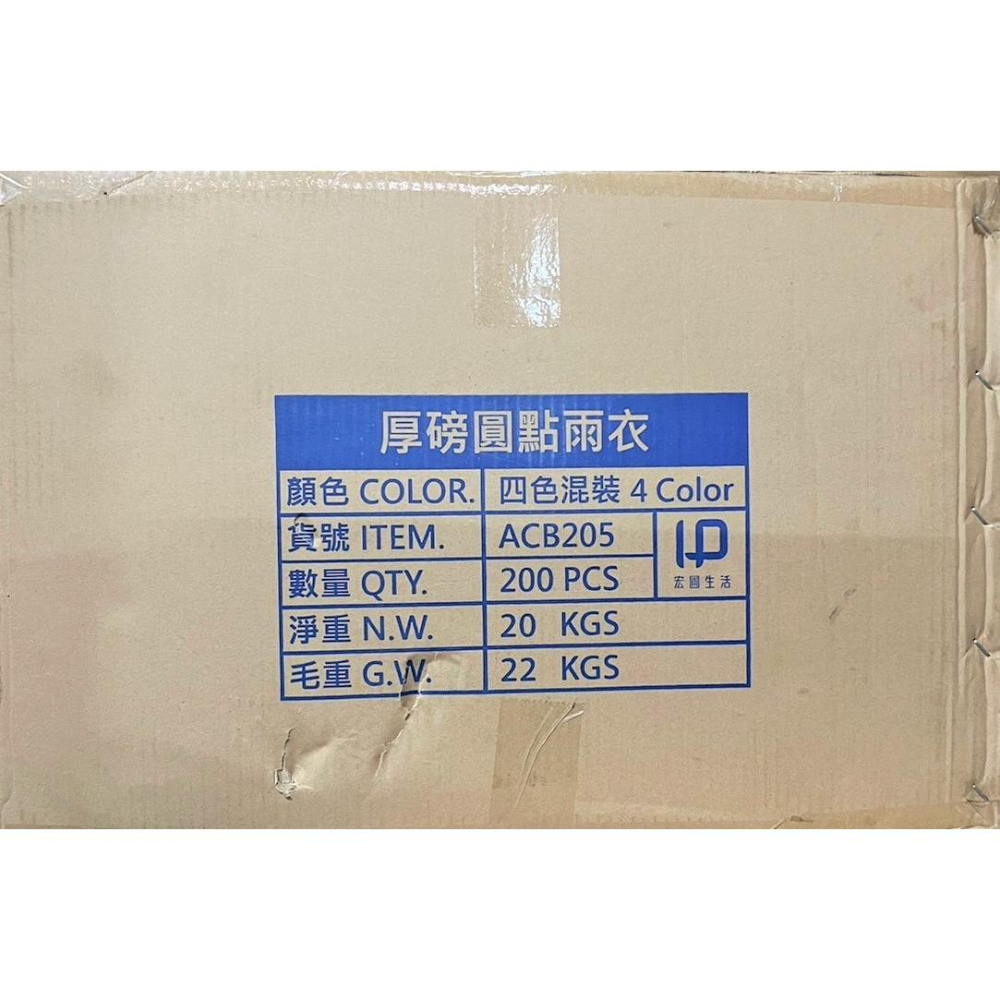 厚磅圓點雨衣
顏色 COLOR. 四色混裝 4 Color
貨號 ITEM. ACB205
數量 QTY. 200 PCS
宏圖生活
淨重 N.W. 20 KGS
毛重 G.W. 22 KGS